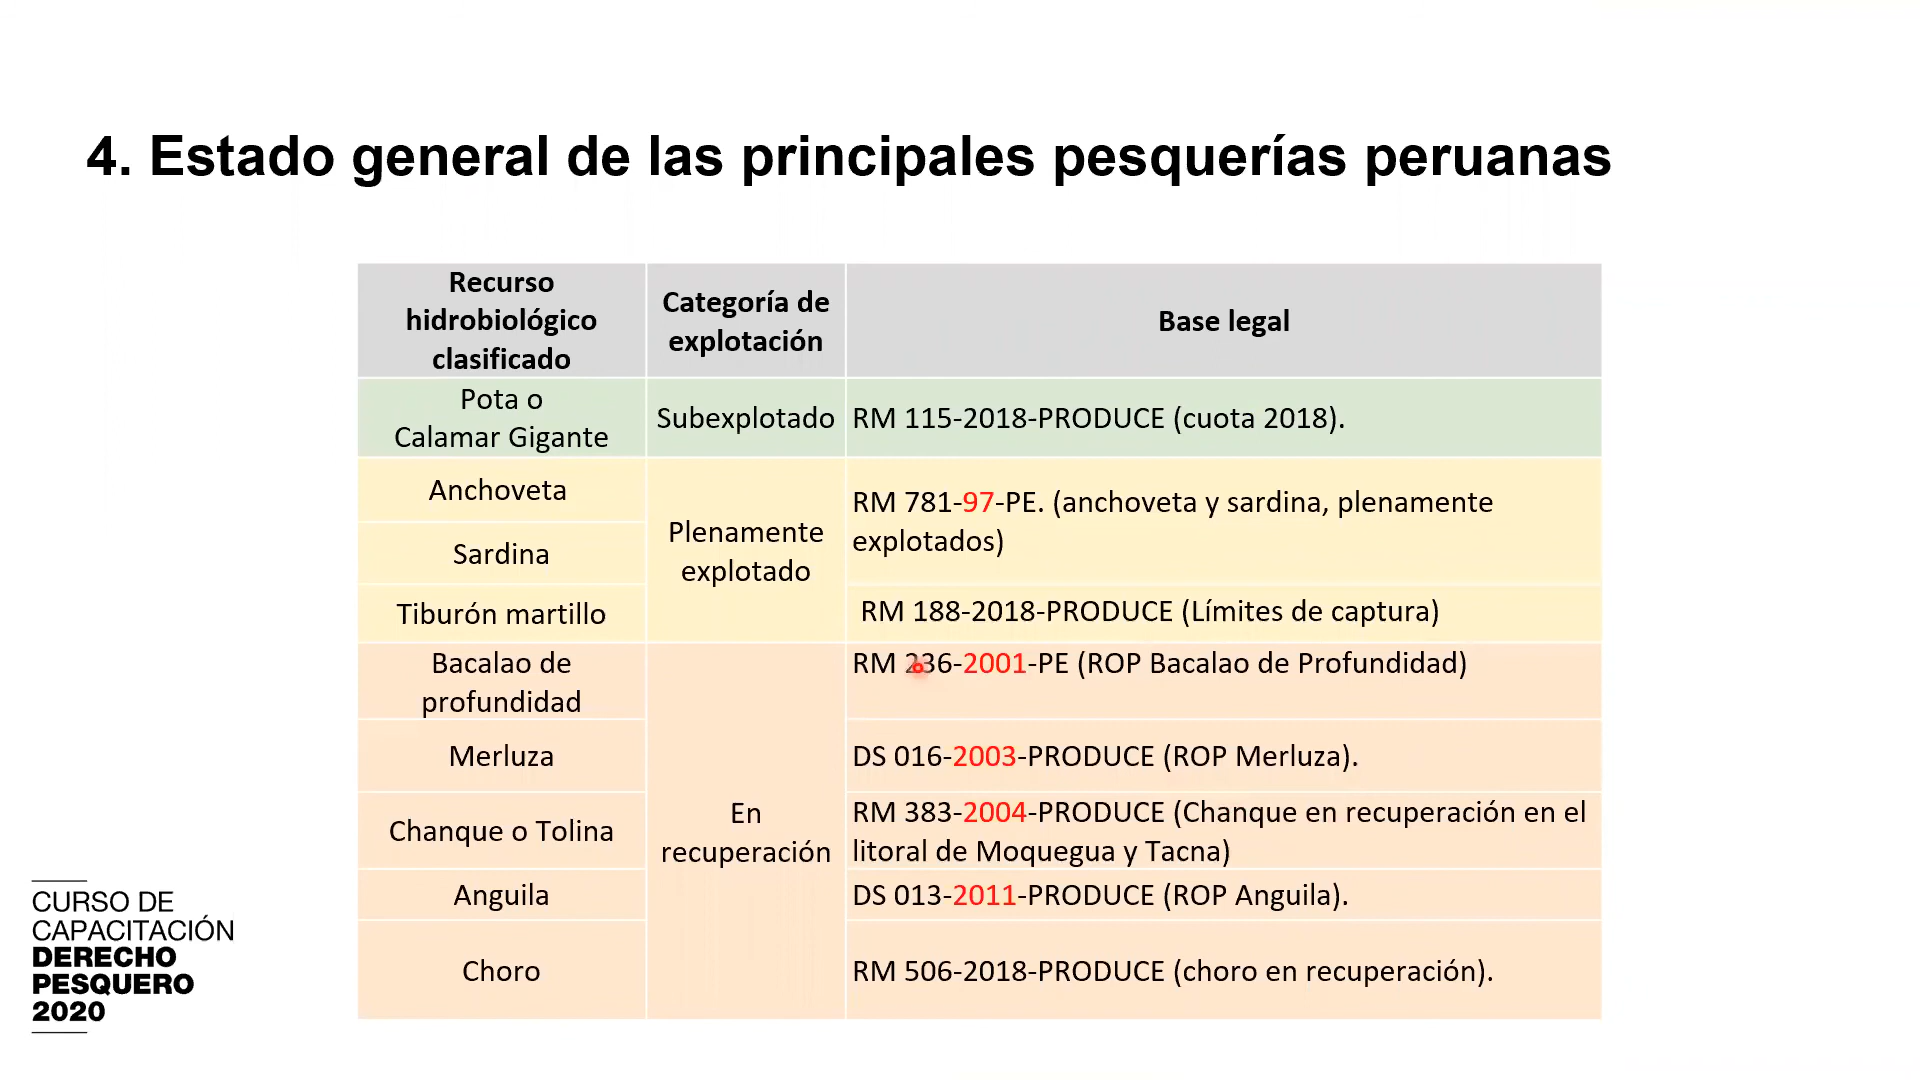 4. Estado general de las principales pesquerías peruanas
Recurso
hidrobiológico
clasificado
Categoría de
explotación
Base legal
Pota o
Calamar Gigante
Subexplotado
RM 115-2018-PRODUCE (cuota 2018).
Anchoveta
Sardina
Tiburón martillo
Plenamente
explotado
RM 781-97-PE. (anchoveta y sardina, plenamente
explotados)
RM 188-2018-PRODUCE (Límites de captura)
Bacalao de
profundidad
RM 236-2001-PE (ROP Bacalao de Profundidad)
Merluza
DS 016-2003-PRODUCE (ROP Merluza).
En
recuperación
Chanque o Tolina
RM 383-2004-PRODUCE (Chanque en recuperación en el
litoral de Moquegua y Tacna)
Anguila
DS 013-2011-PRODUCE (ROP Anguila).
Choro
RM 506-2018-PRODUCE (choro en recuperación).
CURSO DE
CAPACITACIÓN
DERECHO
PESQUERO
2020